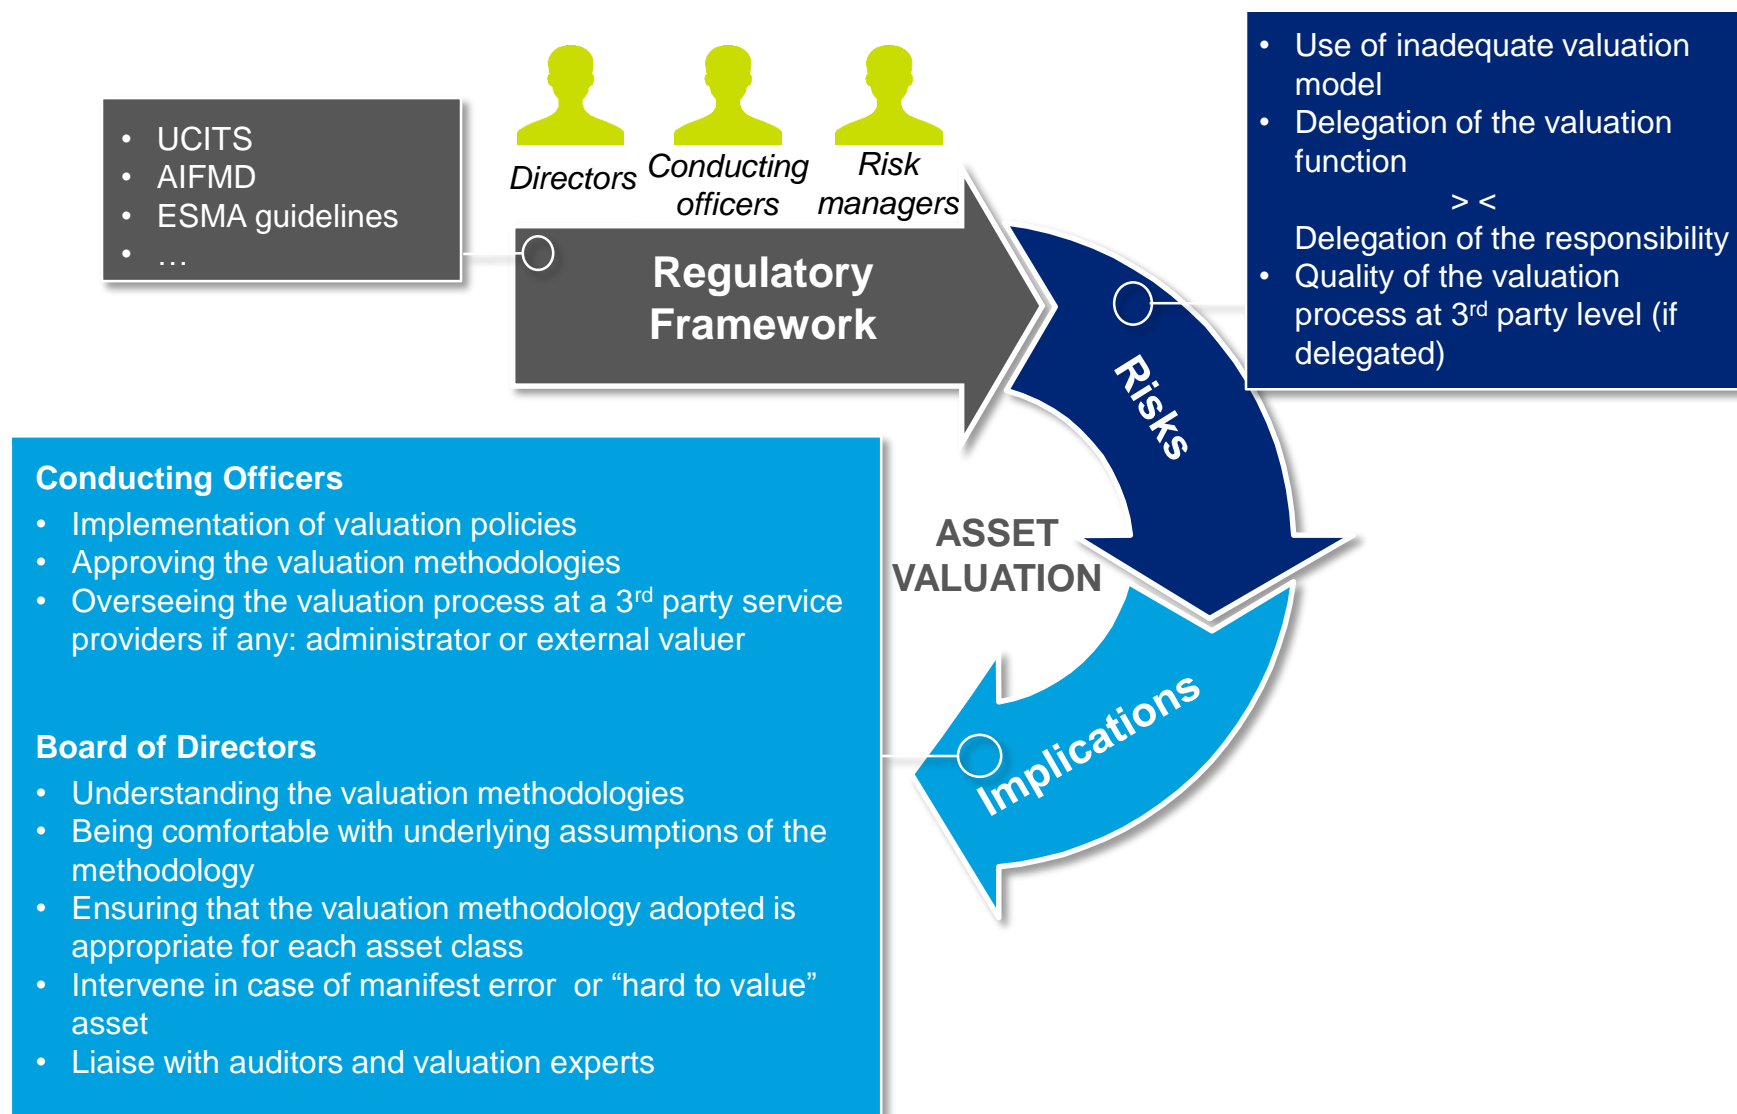 • UCITS
• AIFMD
• ESMA guidelines
• …
Directors
Conducting
officers
Risk
managers
Regulatory
Framework
• Use of inadequate valuation
model
• Delegation of the valuation
function
> <
Delegation of the responsibility
• Quality of the valuation
process at 3rd party level (if
delegated)
Risks
ASSET
VALUATION
Implications
Conducting Officers
• Implementation of valuation policies
• Approving the valuation methodologies
• Overseeing the valuation process at a 3rd party service
providers if any: administrator or external valuer
Board of Directors
• Understanding the valuation methodologies
• Being comfortable with underlying assumptions of the
methodology
• Ensuring that the valuation methodology adopted is
appropriate for each asset class
• Intervene in case of manifest error  or “hard to value”
asset
• Liaise with auditors and valuation experts